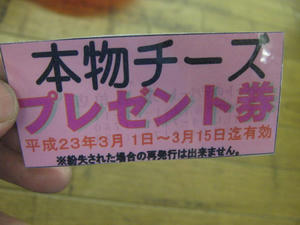 本物チーズ
プレゼント券
平成23年3月1日〜3月15日迄有効
※紛失された場合の再発行は出来ません。